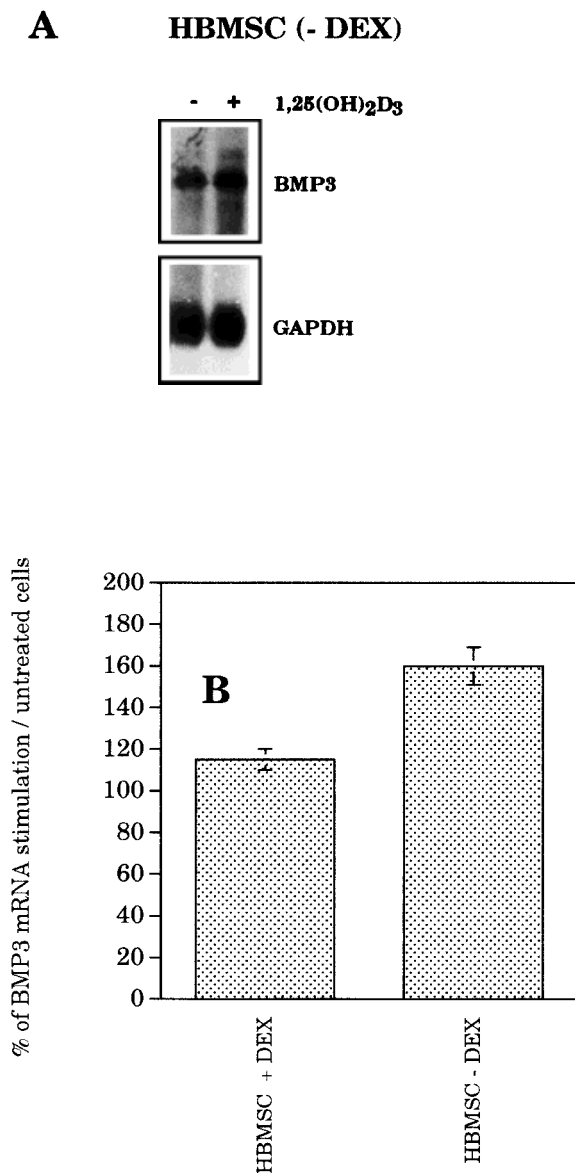 A HBMSC (- DEX)
- + 1,25(OH)₂D₃
BMP3
GAPDH
% of BMP3 mRNA stimulation / untreated cells
200
180
160
140
120
100
80
60
40
20
0
B
HBMSC + DEX
HBMSC - DEX